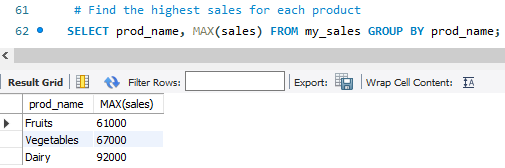 61 # Find the highest sales for each product
62 SELECT prod_name, MAX(sales) FROM my_sales GROUP BY prod_name;
Result Grid Filter Rows: Export: Wrap Cell Content: IA
prod_name MAX(sales)
Fruits 61000
Vegetables 67000
Dairy 92000